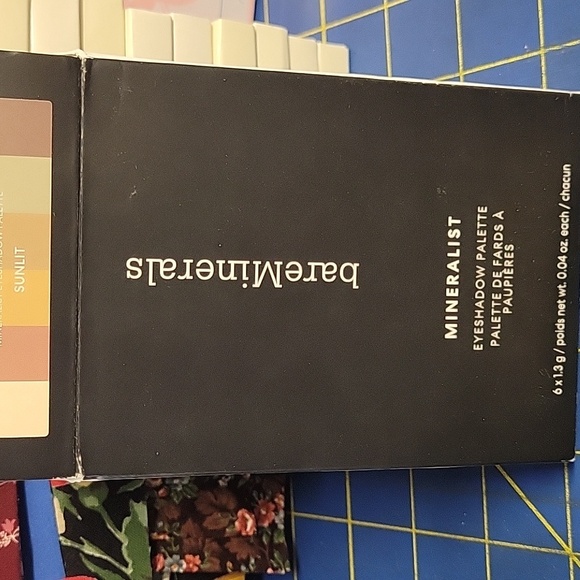 bareMinerals
MINERALIST
EYESHADOW PALETTE
PALETTE DE FARDS À
PAUPIÈRES
6 x 1.3 g / poids net wt. 0.04 oz. each / chacun
SUNLIT